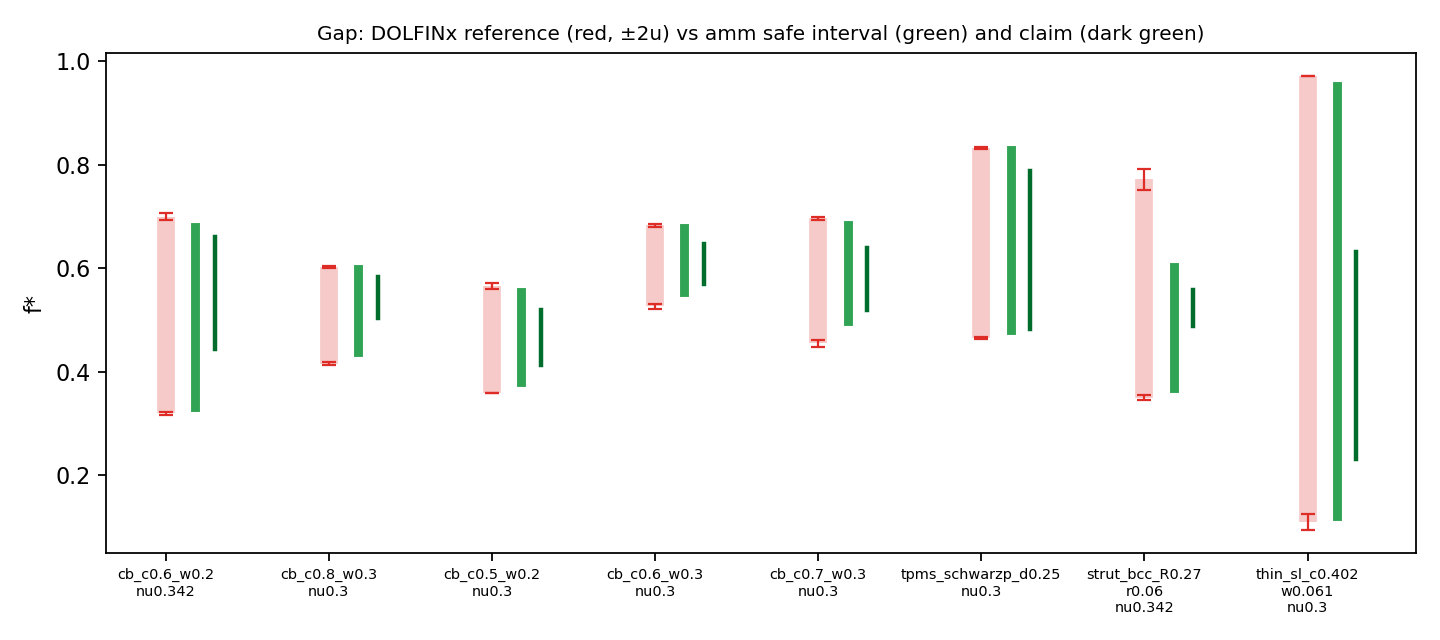 Gap: DOLFINx reference (red, ±2u) vs amm safe interval (green) and claim (dark green)
1.0
0.8
0.6
0.4
0.2
f*
cb_c0.6_w0.2
nu0.342
cb_c0.8_w0.3
nu0.3
cb_c0.5_w0.2
nu0.3
cb_c0.6_w0.3
nu0.3
cb_c0.7_w0.3
nu0.3
tpms_schwarzp_d0.25
nu0.3
strut_bcc_R0.27
r0.06
nu0.342
thin_sl_c0.402
w0.061
nu0.3